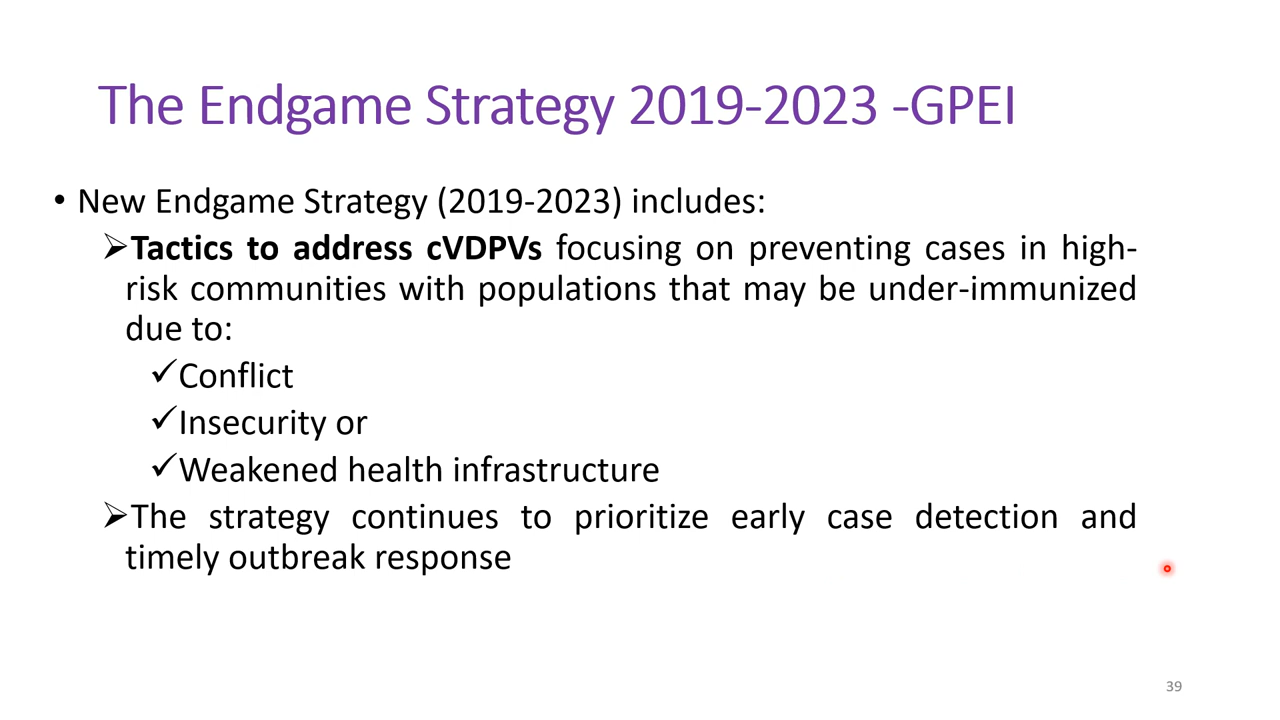 The Endgame Strategy 2019-2023 -GPEI
• New Endgame Strategy (2019-2023) includes:
➢Tactics to address cVDPVs focusing on preventing cases in high-
risk communities with populations that may be under-immunized
due to:
✓Conflict
✓Insecurity or
✓Weakened health infrastructure
➢The strategy continues to prioritize early case detection and
timely outbreak response
39